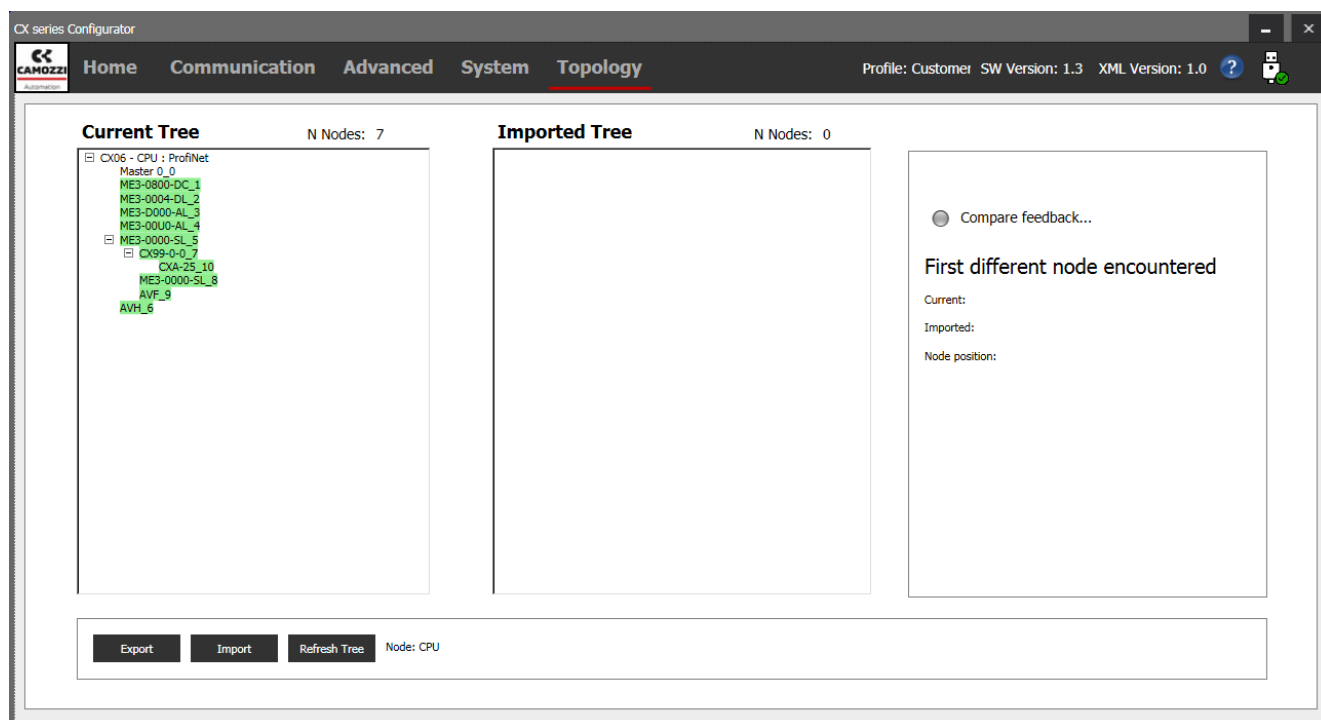 CX series Configurator
CAMOZZI
Automation
Home Communication Advanced System Topology Profile: Customer SW Version: 1.3 XML Version: 1.0 ?
Current Tree N Nodes: 7 Imported Tree N Nodes: 0
CX06 - CPU : ProfiNet
Master 0_0
ME3-0800-DC_1
ME3-0004-DL_2
ME3-D000-AL_3
ME3-00U0-AL_4
ME3-0000-SL_5
CX99-0-0_7
CXA-25_10
ME3-0000-SL_8
AVF_9
AVH_6
Compare feedback...
First different node encountered
Current:
Imported:
Node position:
Export Import Refresh Tree Node: CPU